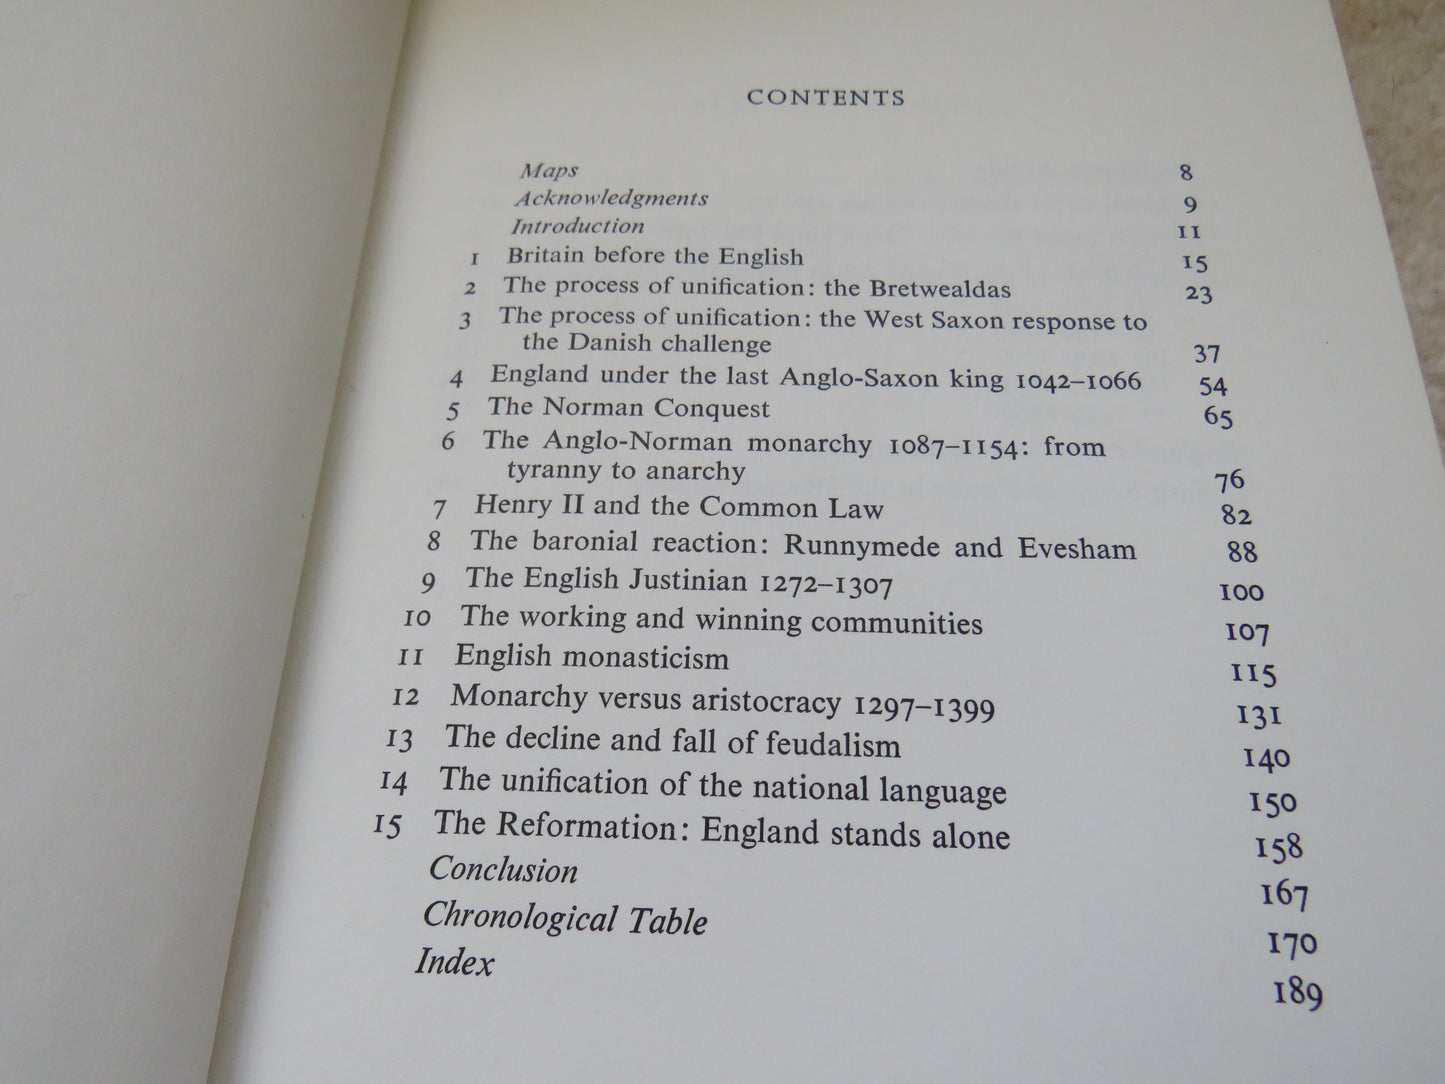 CONTENTS
Maps 8
Acknowledgments 9
Introduction 11
1 Britain before the English 15
2 The process of unification: the Bretwealdas 23
3 The process of unification: the West Saxon response to
the Danish challenge 37
4 England under the last Anglo-Saxon king 1042–1066 54
5 The Norman Conquest 65
6 The Anglo-Norman monarchy 1087–1154: from
tyranny to anarchy 76
7 Henry II and the Common Law 82
8 The baronial reaction: Runnymede and Evesham 88
9 The English Justinian 1272–1307 100
10 The working and winning communities 107
11 English monasticism 115
12 Monarchy versus aristocracy 1297–1399 131
13 The decline and fall of feudalism 140
14 The unification of the national language 150
15 The Reformation: England stands alone 158
Conclusion 167
Chronological Table 170
Index 189